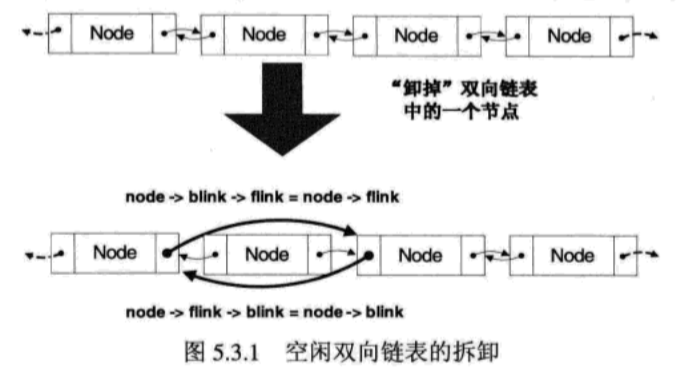 Node Node Node Node
“卸掉”双向链表
中的一个节点
node -> blink -> flink = node -> flink
Node Node Node Node
node -> flink -> blink = node -> blink
图 5.3.1 空闲双向链表的拆卸